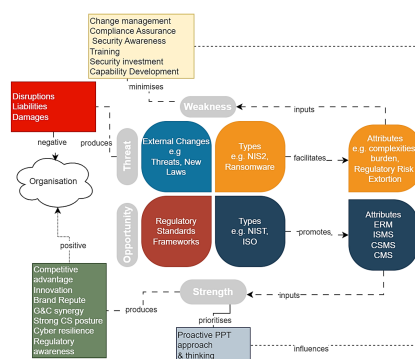 Change management
Compliance Assurance
Security Awareness
Training
Security investment
Capability Development
minimises
Weakness
inputs
Disruptions
Liabilities
Damages
negative
produces
Threat
External Changes
e.g
Threats, New
Laws
Types
e.g. NIS2,
Ransomware
facilitates
Attributes
e.g. complexities
burden,
Regulatory Risk
Extortion
Organisation
Opportunity
Regulatory
Standards
Frameworks
Types
e.g. NIST,
ISO
promotes,
Attributes
ERM
ISMS
CSMS
CMS
positive
Competitive
advantage
Innovation
Brand Repute
G&C synergy
Strong CS posture
Cyber resilience
Regulatory
awareness
produces
Strength
inputs
prioritises
Proactive PPT
approach
& thinking
influences